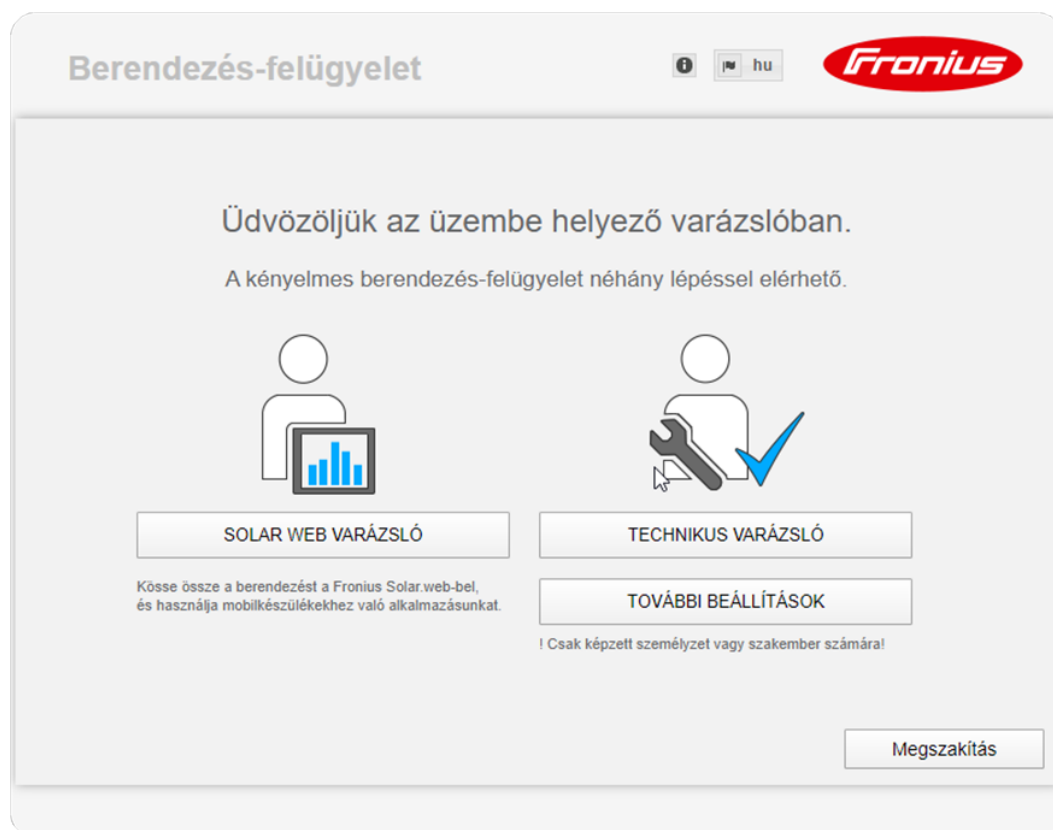 Berendezés-felügyelet
hu
Fronius
Üdvözöljük az üzembe helyező varázslóban.
A kényelmes berendezés-felügyelet néhány lépéssel elérhető.
SOLAR WEB VARÁZSLÓ
Kösse össze a berendezést a Fronius Solar.web-bel,
és használja mobilkészülékekhez való alkalmazásunkat.
TECHNIKUS VARÁZSLÓ
TOVÁBBI BEÁLLÍTÁSOK
! Csak képzett személyzet vagy szakember számára!
Megszakítás